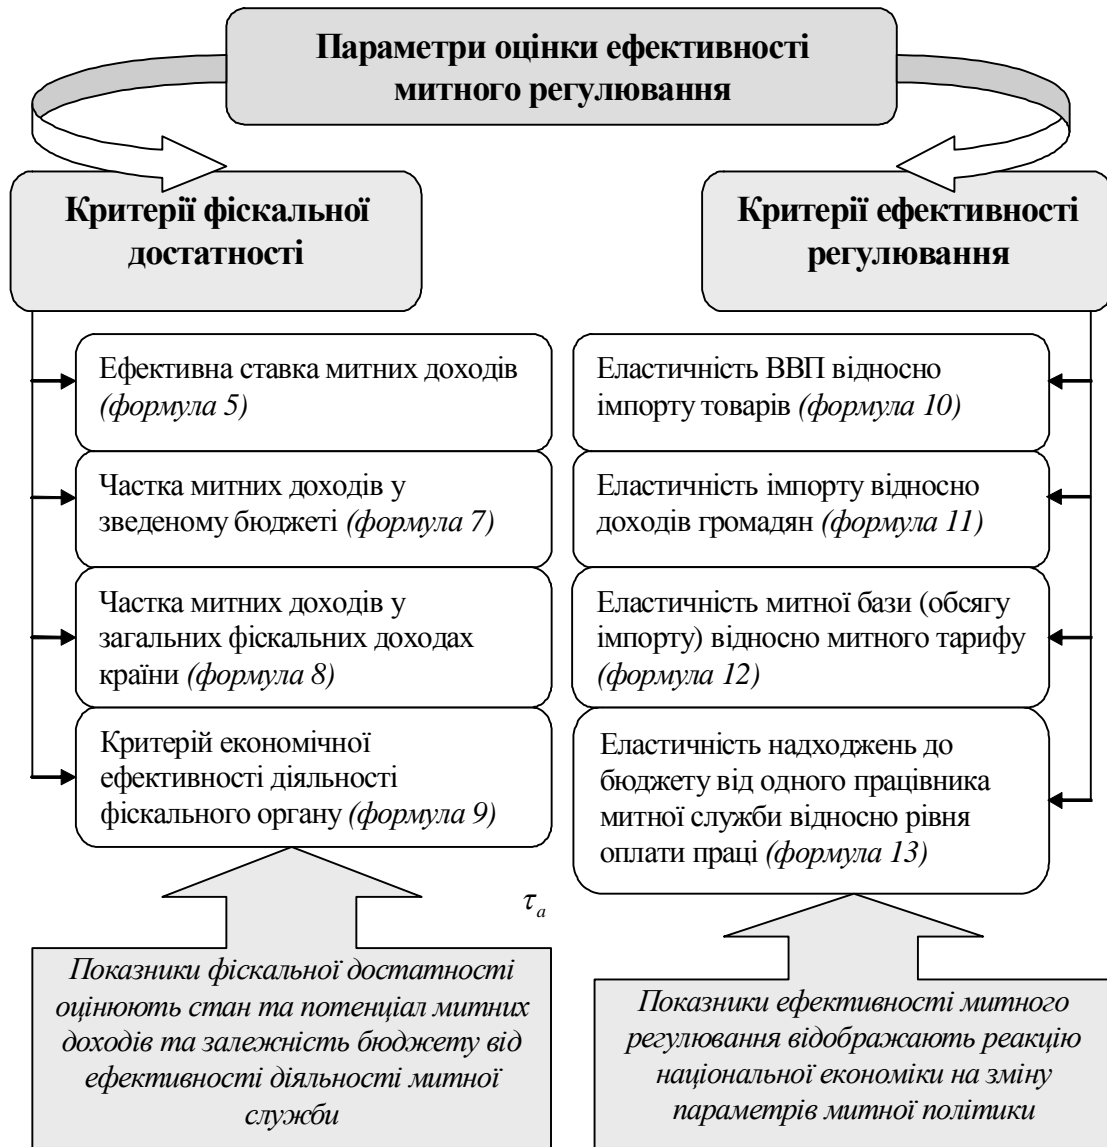 Параметри оцінки ефективності
митного регулювання
Критерії фіскальної
достатності
Ефективна ставка митних доходів
(формула 5)
Частка митних доходів у
зведеному бюджеті (формула 7)
Частка митних доходів у
загальних фіскальних доходах
країни (формула 8)
Критерій економічної
ефективності діяльності
фіскального органу (формула 9)
Показники фіскальної достатності
оцінюють стан та потенціал митних
доходів та залежність бюджету від
ефективності діяльності митної
служби
τₐ
Критерії ефективності
регулювання
Еластичність ВВП відносно
імпорту товарів (формула 10)
Еластичність імпорту відносно
доходів громадян (формула 11)
Еластичність митної бази (обсягу
імпорту) відносно митного тарифу
(формула 12)
Еластичність надходжень до
бюджету від одного працівника
митної служби відносно рівня
оплати праці (формула 13)
Показники ефективності митного
регулювання відображають реакцію
національної економіки на зміну
параметрів митної політики